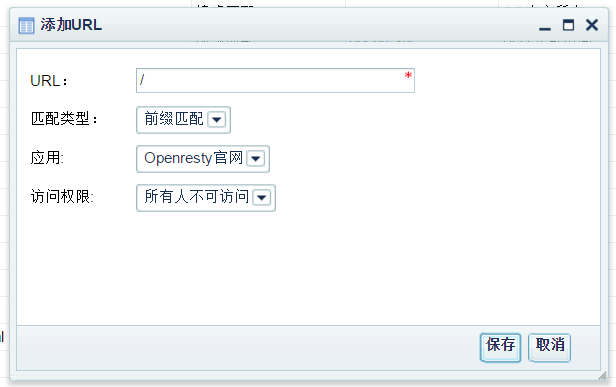 添加URL
URL：
/
*
匹配类型：
前缀匹配
应用:
Openresty官网
访问权限:
所有人不可访问
保存
取消